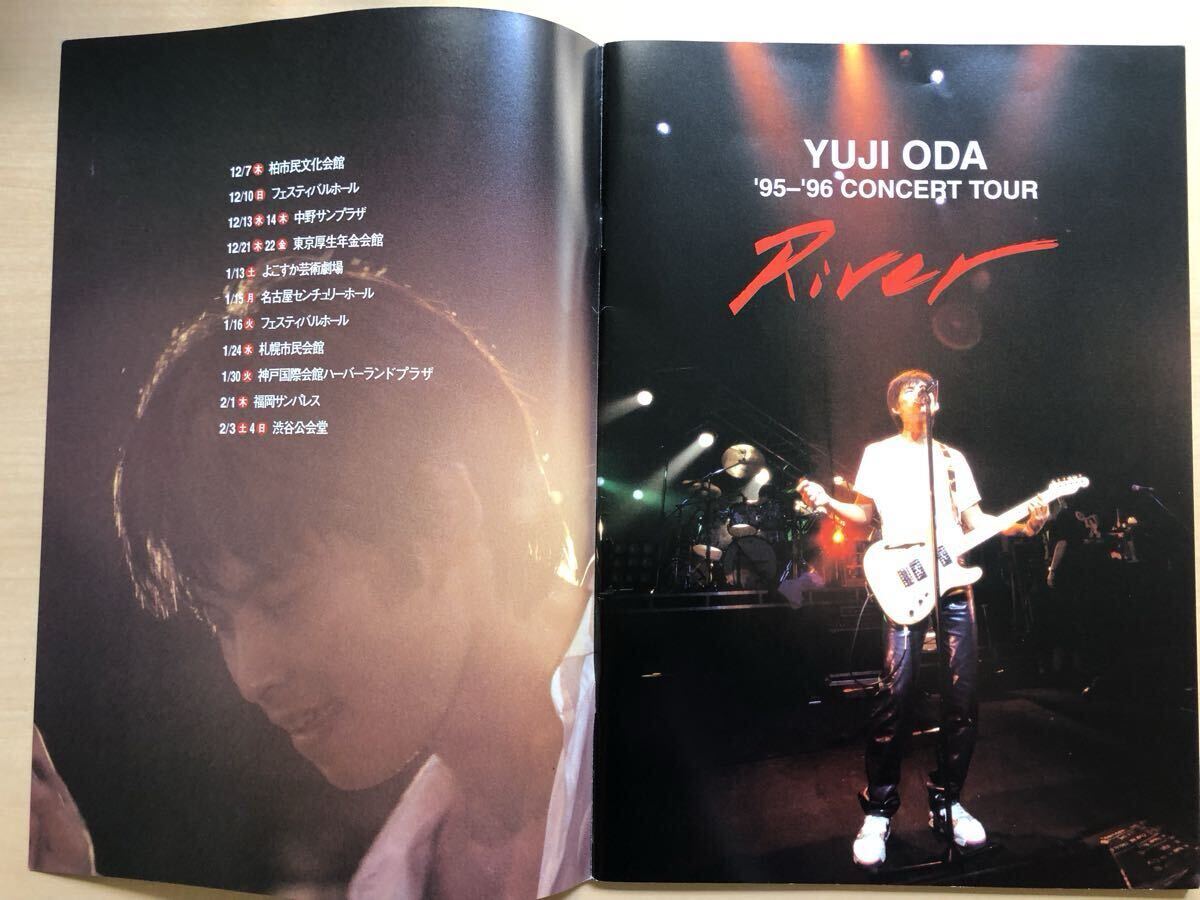 12/7 木 柏市民文化会館
12/10 日 フェスティバルホール
12/13 水 14 木 中野サンプラザ
12/21 木 22 金 東京厚生年金会館
1/13 土 よこすか芸術劇場
1/15 月 名古屋センチュリーホール
1/16 火 フェスティバルホール
1/24 水 札幌市民会館
1/30 火 神戸国際会館ハーバーランドプラザ
2/1 木 福岡サンパレス
2/3 土 4 日 渋谷公会堂
YUJI ODA
'95–'96 CONCERT TOUR
River